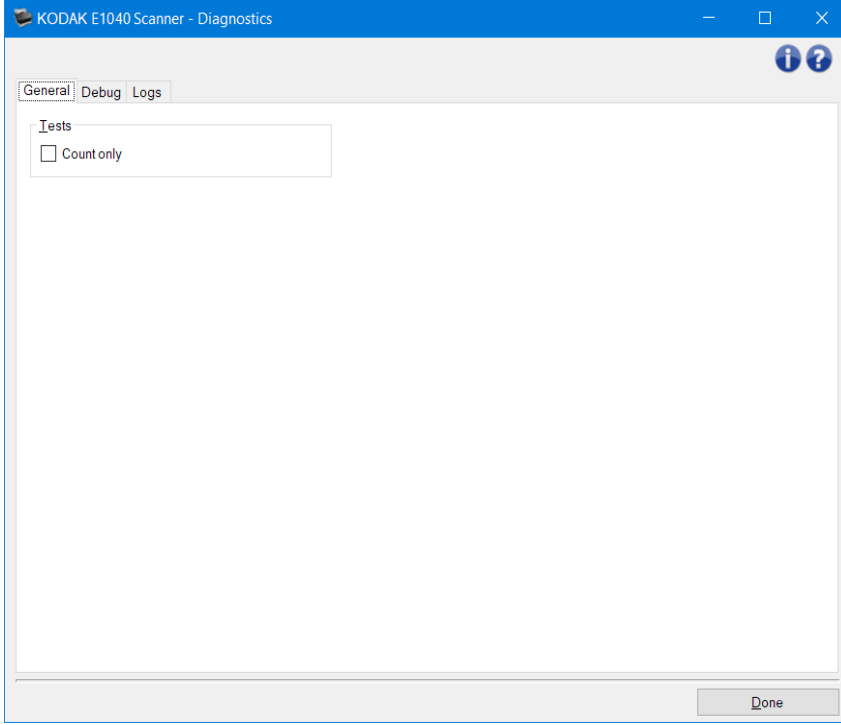 KODAK E1040 Scanner - Diagnostics
General Debug Logs
Tests
Count only
Done